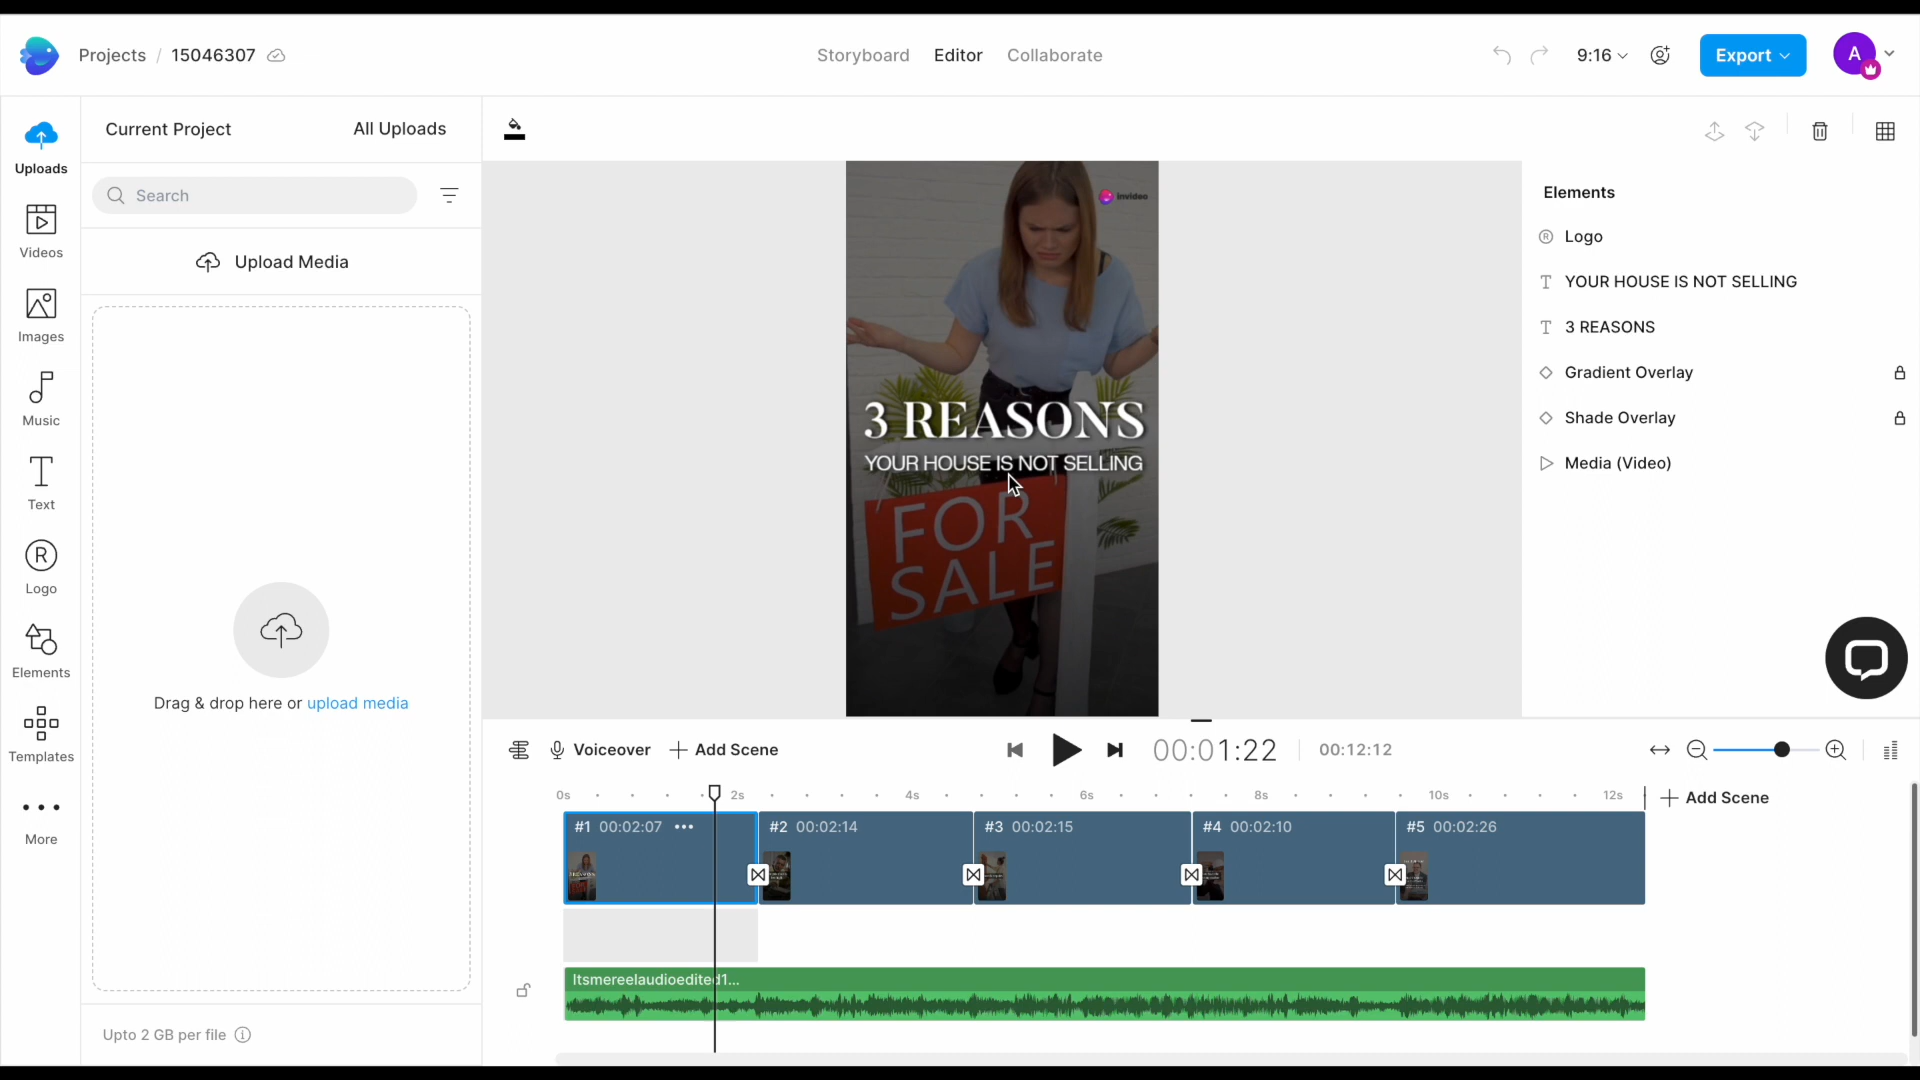 Projects / 15046307
Storyboard
Editor
Collaborate
9:16
Export
A
Uploads
Videos
Images
Music
Text
Logo
Elements
Templates
More
Current Project
All Uploads
Search
Upload Media
Drag & drop here or upload media
Upto 2 GB per file
invideo
3 REASONS
YOUR HOUSE IS NOT SELLING
FOR
SALE
Elements
Logo
YOUR HOUSE IS NOT SELLING
3 REASONS
Gradient Overlay
Shade Overlay
Media (Video)
Voiceover
Add Scene
00:01:22
00:12:12
0s
2s
4s
6s
8s
10s
12s
Add Scene
#1 00:02:07
#2 00:02:14
#3 00:02:15
#4 00:02:10
#5 00:02:26
Itsmereelaudioedited1...